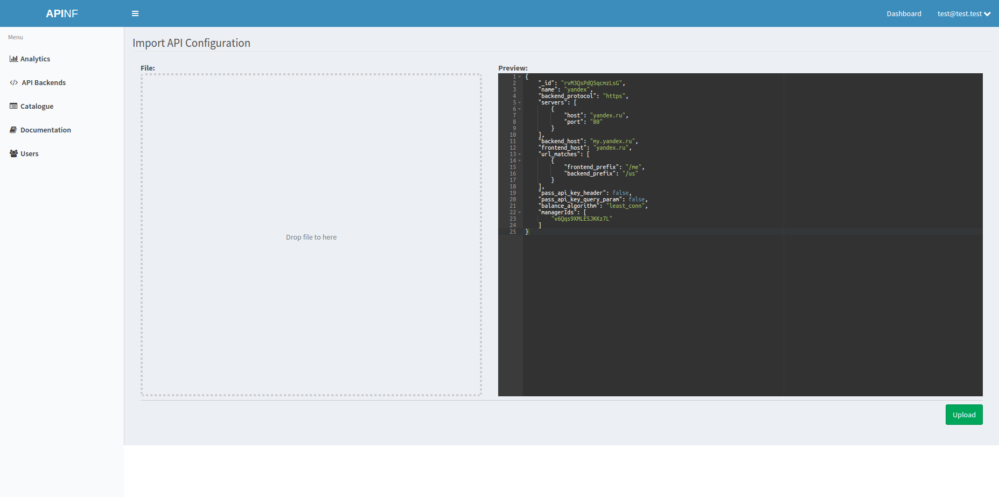 APINF
Dashboard
test@test.test
Menu
Analytics
API Backends
Catalogue
Documentation
Users
Import API Configuration
File:
Drop file to here
Preview:
1 {
2 "_id": "rvM3QsPdQ5qcmzLsG",
3 "name": "yandex",
4 "backend_protocol": "https",
5 "servers": [
6 {
7 "host": "yandex.ru",
8 "port": "80"
9 }
10 ],
11 "backend_host": "my.yandex.ru",
12 "frontend_host": "yandex.ru",
13 "url_matches": [
14 {
15 "frontend_prefix": "/me",
16 "backend_prefix": "/us"
17 }
18 ],
19 "pass_api_key_header": false,
20 "pass_api_key_query_param": false,
21 "balance_algorithm": "least_conn",
22 "managerIds": [
23 "v6Qqs9XMLESJKKz7L"
24 ]
25 }
Upload